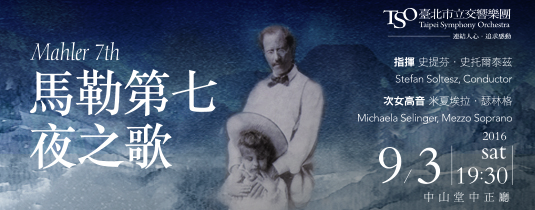 TSO 臺北市立交響樂團
Taipei Symphony Orchestra
連結人心・追求感動
Mahler 7th
馬勒第七
夜之歌
指揮 史提芬・史托爾泰茲
Stefan Soltesz, Conductor
次女高音 米夏埃拉・瑟林格
Michaela Selinger, Mezzo Soprano
2016
9/3 sat 19:30
中山堂中正廳